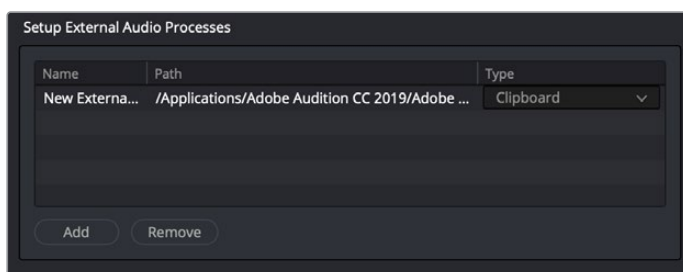 Setup External Audio Processes
Name Path Type
New Externa... /Applications/Adobe Audition CC 2019/Adobe ... Clipboard
Add Remove